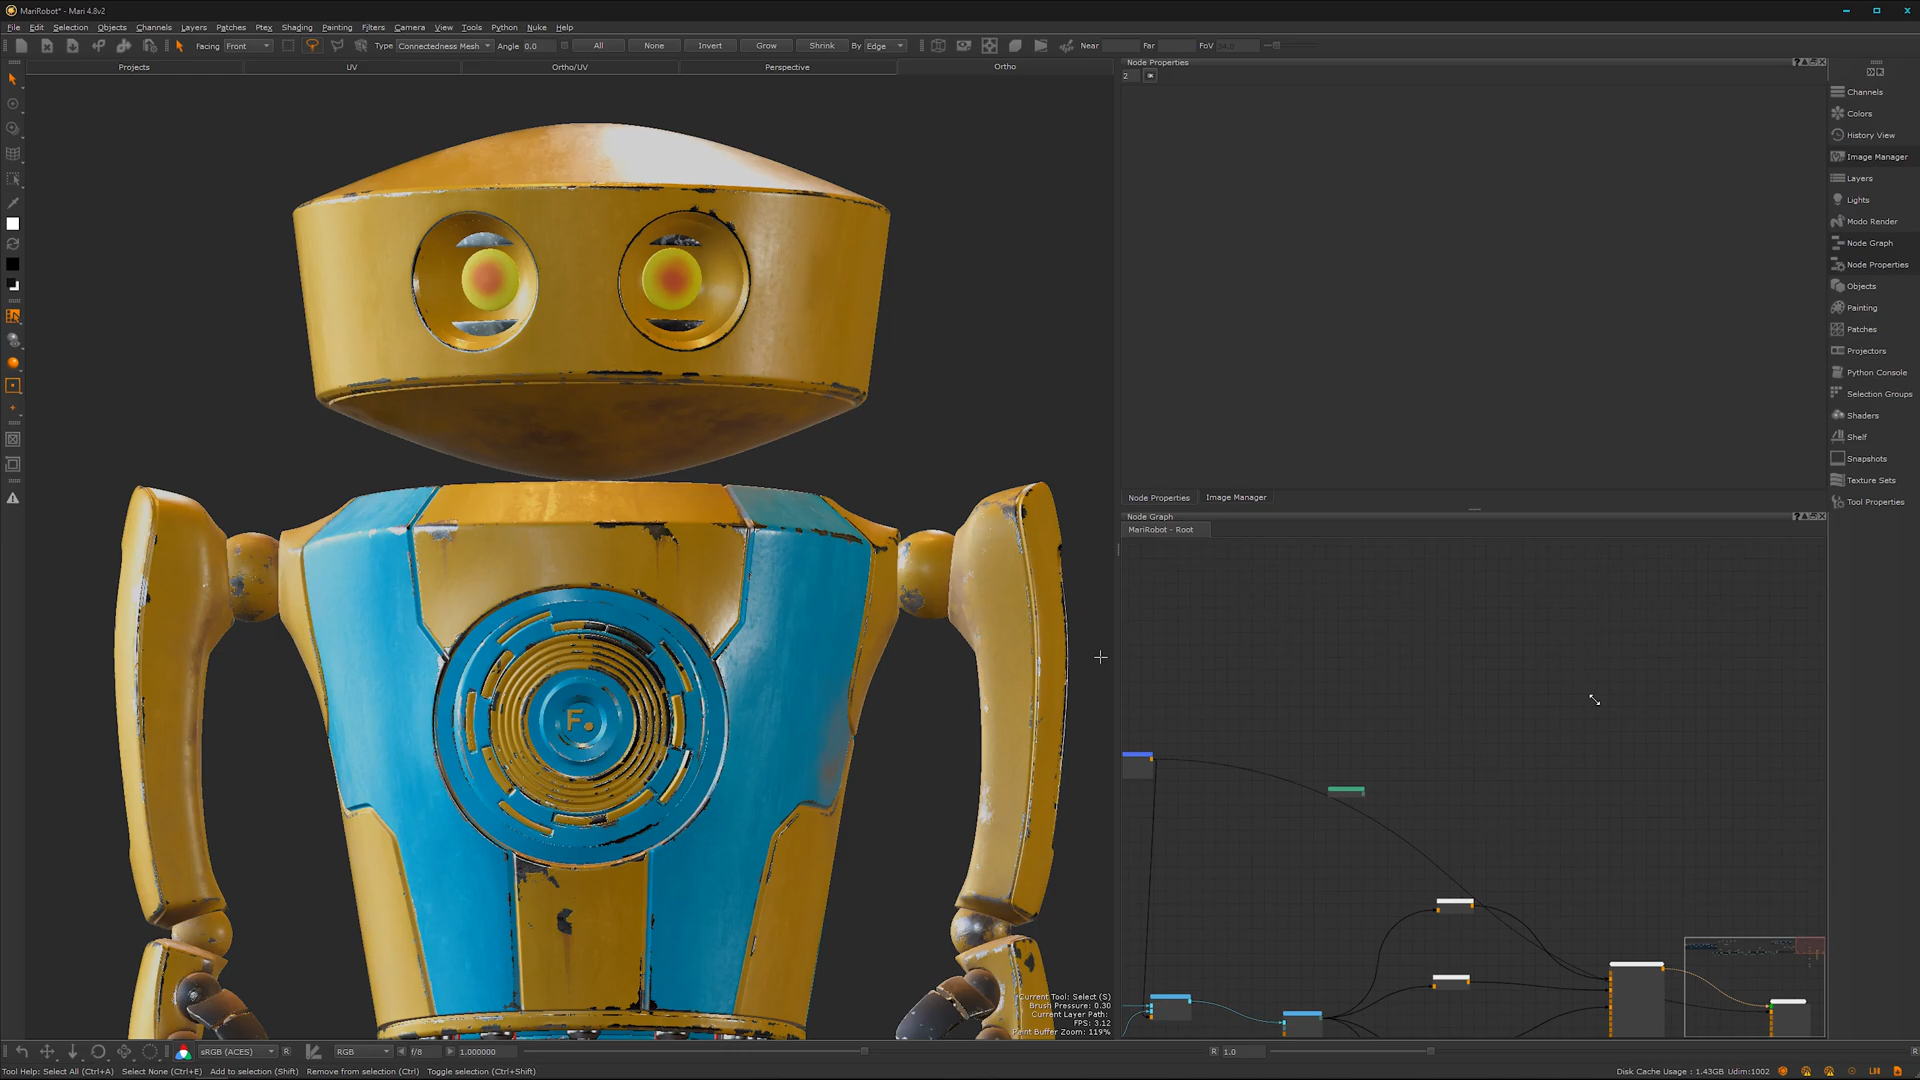 MariRobot* - Mari 4.8v2
File Edit Selection Objects Channels Layers Patches Ptex Shading Painting Filters Camera View Tools Python Nuke Help
Facing Front Type Connectedness Mesh Angle 0.0 All None Invert Grow Shrink By Edge Near Far FoV 24.0
Projects UV Ortho/UV Perspective Ortho
Node Properties
2
Channels
Colors
History View
Image Manager
Layers
Lights
Modo Render
Node Graph
Node Properties
Objects
Painting
Patches
Projectors
Python Console
Selection Groups
Shaders
Shelf
Snapshots
Texture Sets
Tool Properties
Node Properties Image Manager
Node Graph
MariRobot - Root
F.
Current Tool: Select (S)
Brush Pressure: 0.30
Current Layer Path:
FPS: 3.12
Paint Buffer Zoom: 119%
sRGB (ACES) R RGB f/8 1.000000 R 1.0 R
Tool Help: Select All (Ctrl+A) Select None (Ctrl+E) Add to selection (Shift) Remove from selection (Ctrl) Toggle selection (Ctrl+Shift) Disk Cache Usage : 1.43GB Udim:1002